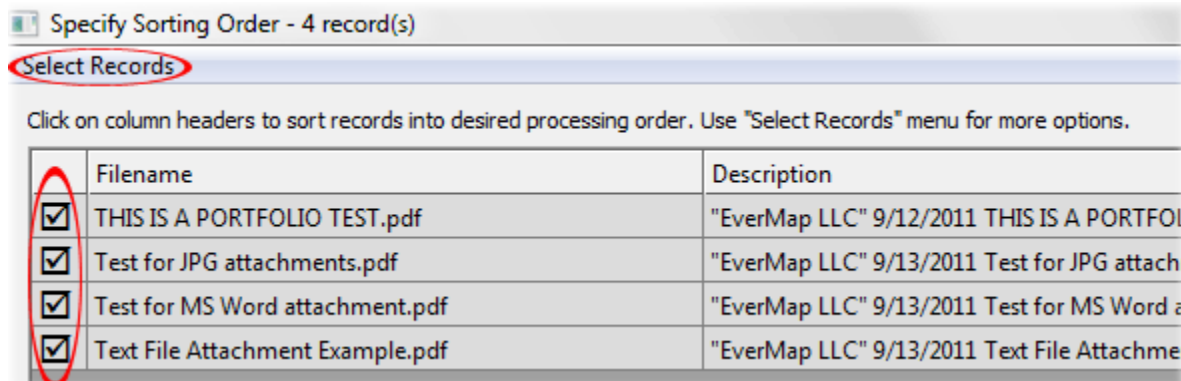 Specify Sorting Order - 4 record(s)
Select Records
Click on column headers to sort records into desired processing order. Use "Select Records" menu for more options.
Filename Description
THIS IS A PORTFOLIO TEST.pdf "EverMap LLC" 9/12/2011 THIS IS A PORTFOL
Test for JPG attachments.pdf "EverMap LLC" 9/13/2011 Test for JPG attach
Test for MS Word attachment.pdf "EverMap LLC" 9/13/2011 Test for MS Word a
Text File Attachment Example.pdf "EverMap LLC" 9/13/2011 Text File Attachme